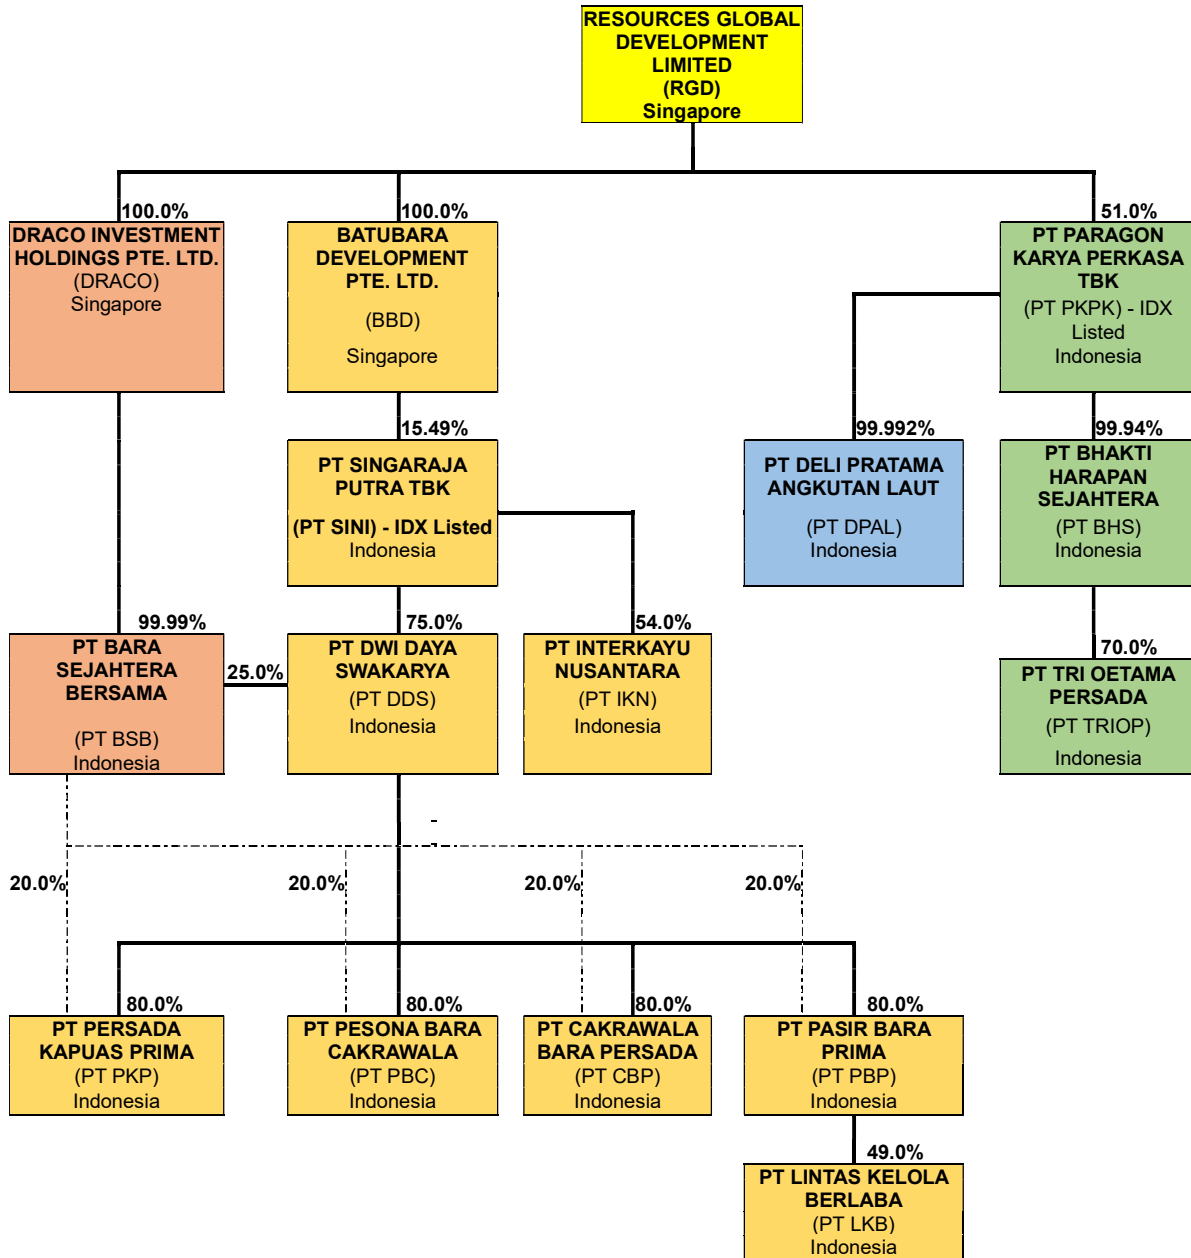 RESOURCES GLOBAL
DEVELOPMENT
LIMITED
(RGD)
Singapore
100.0%
DRACO INVESTMENT
HOLDINGS PTE. LTD.
(DRACO)
Singapore
100.0%
BATUBARA
DEVELOPMENT
PTE. LTD.
(BBD)
Singapore
51.0%
PT PARAGON
KARYA PERKASA
TBK
(PT PKPK) - IDX
Listed
Indonesia
15.49%
PT SINGARAJA
PUTRA TBK
(PT SINI) - IDX Listed
Indonesia
99.992%
PT DELI PRATAMA
ANGKUTAN LAUT
(PT DPAL)
Indonesia
99.94%
PT BHAKTI
HARAPAN
SEJAHTERA
(PT BHS)
Indonesia
99.99%
PT BARA
SEJAHTERA
BERSAMA
(PT BSB)
Indonesia
25.0%
75.0%
PT DWI DAYA
SWAKARYA
(PT DDS)
Indonesia
54.0%
PT INTERKAYU
NUSANTARA
(PT IKN)
Indonesia
70.0%
PT TRI OETAMA
PERSADA
(PT TRIOP)
Indonesia
20.0%
20.0%
20.0%
20.0%
80.0%
PT PERSADA
KAPUAS PRIMA
(PT PKP)
Indonesia
80.0%
PT PESONA BARA
CAKRAWALA
(PT PBC)
Indonesia
80.0%
PT CAKRAWALA
BARA PERSADA
(PT CBP)
Indonesia
80.0%
PT PASIR BARA
PRIMA
(PT PBP)
Indonesia
49.0%
PT LINTAS KELOLA
BERLABA
(PT LKB)
Indonesia